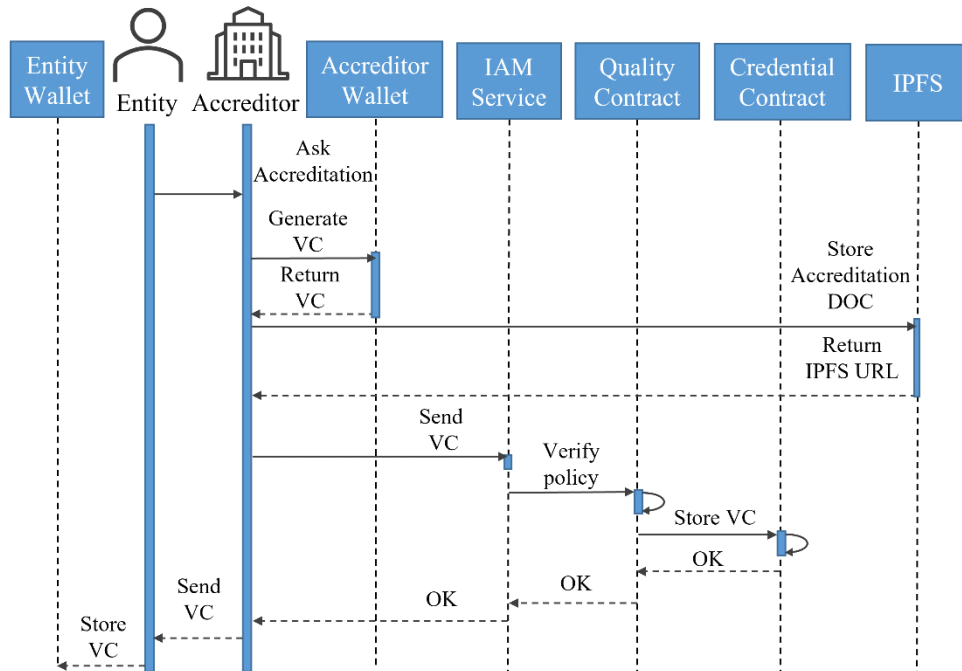 Entity
Wallet
Entity
Accreditor
Accreditor
Wallet
IAM
Service
Quality
Contract
Credential
Contract
IPFS
Ask
Accreditation
Generate
VC
Return
VC
Store
Accreditation
DOC
Return
IPFS URL
Send
VC
Verify
policy
Store VC
OK
OK
OK
Send
VC
Store
VC